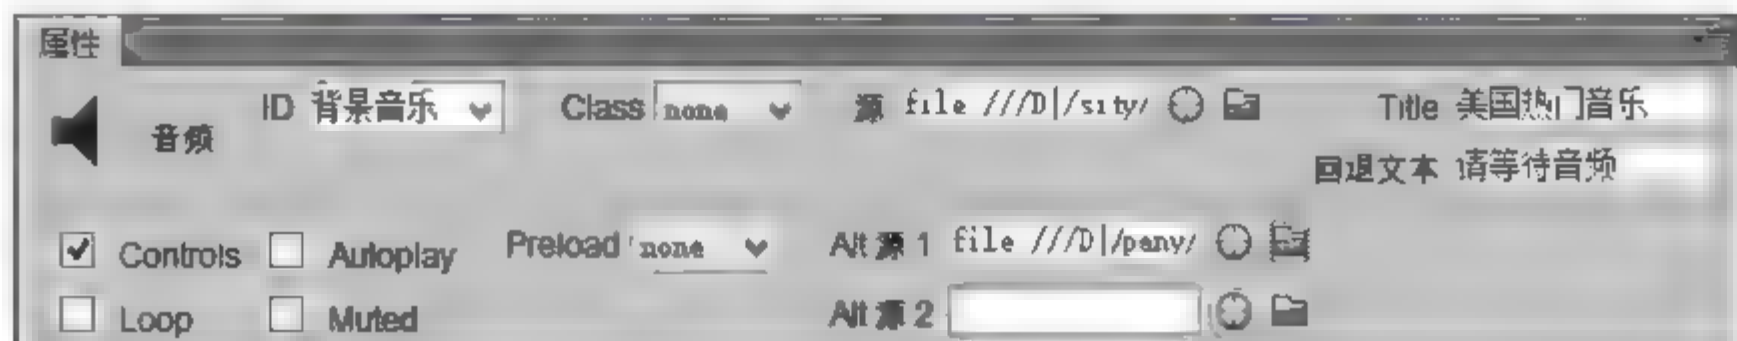 属性
ID 背景音乐 Class none 源 file ///D|/sity/ Title 美国热门音乐
音频
回退文本 请等待音频
Controls Autoplay Preload none Alt 源 1 file ///D|/pany/
Loop Muted Alt 源 2